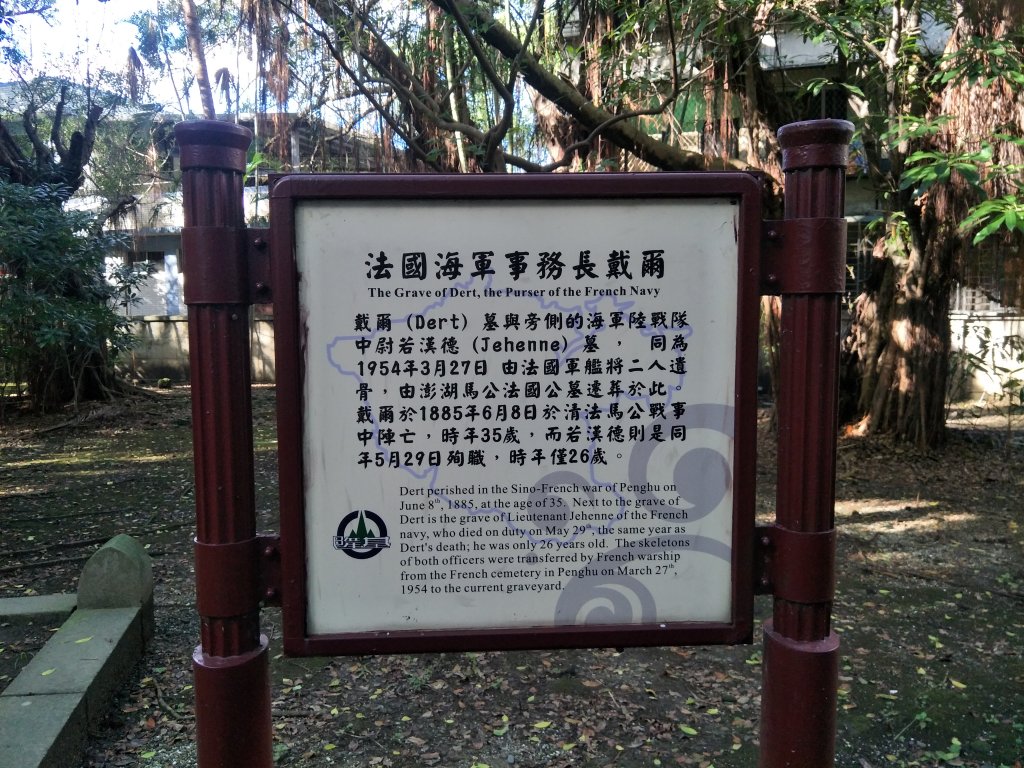 法國海軍事務長戴爾
The Grave of Dert, the Purser of the French Navy
戴爾 (Dert) 墓與旁側的海軍陸戰隊
中尉若漢德 (Jehenne) 墓， 同為
1954年3月27日 由法國軍艦將二人遺
骨，由澎湖馬公法國公墓遷葬於此。
戴爾於1885年6月8日於清法馬公戰事
中陣亡，時年35歲，而若漢德則是同
年5月29日殉職，時年僅26歲。
Dert perished in the Sino-French war of Penghu on
June 8th, 1885, at the age of 35. Next to the grave of
Dert is the grave of Lieutenant Jehenne of the French
navy, who died on duty on May 29th, the same year as
Dert's death; he was only 26 years old. The skeletons
of both officers were transferred by French warship
from the French cemetery in Penghu on March 27th,
1954 to the current graveyard.